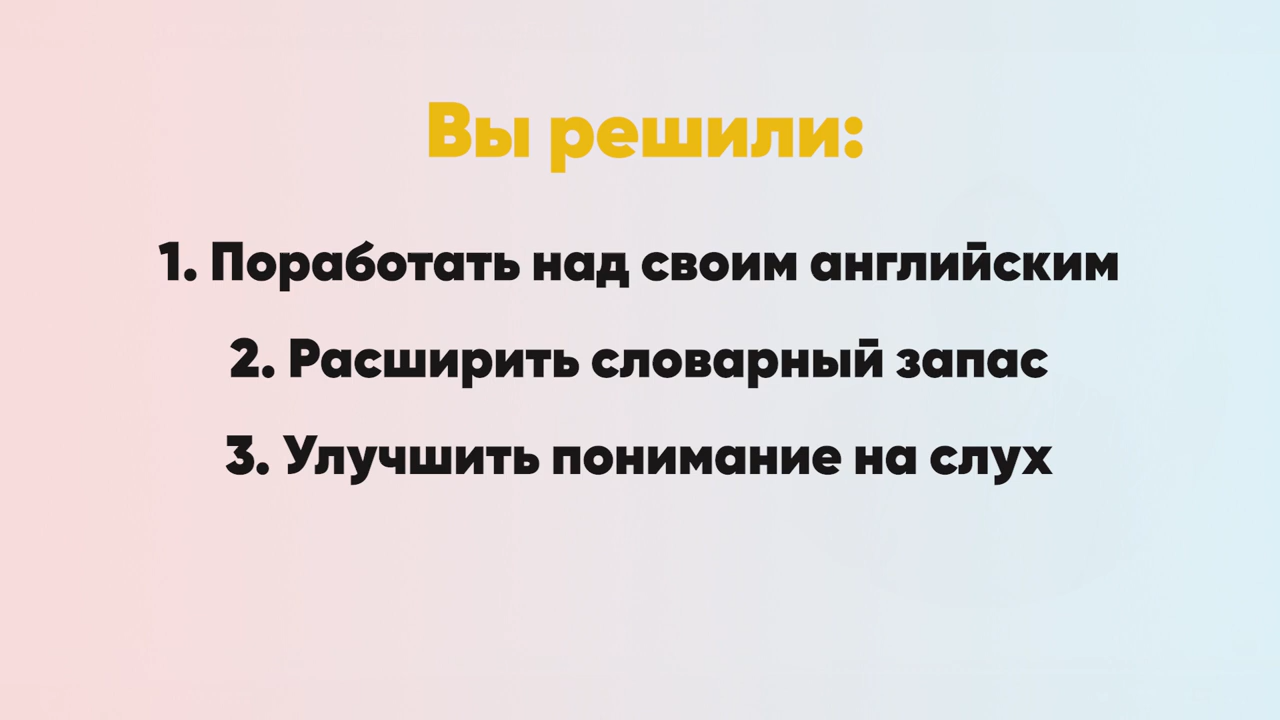 Вы решили:
1. Поработать над своим английским
2. Расширить словарный запас
3. Улучшить понимание на слух